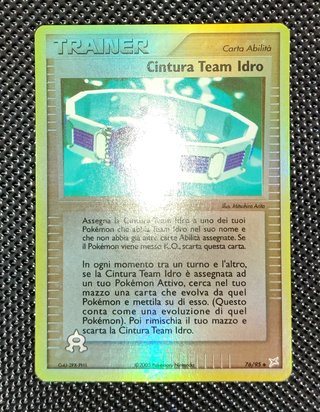 TRAINER
Carta Abilità
Cintura Team Idro
Illus. Mitsuhiro Arita
Assegna la Cintura Team Idro a uno dei tuoi
Pokémon che abbia Team Idro nel suo nome e
che non abbia già altre carte Abilità assegnate. Se
il Pokémon viene messo K.O., scarta questa carta.
In ogni momento tra un turno e l'altro,
se la Cintura Team Idro è assegnata ad
un tuo Pokémon Attivo, cerca nel tuo
mazzo una carta che evolva da quel
Pokémon e mettila su di esso. (Questo
conta come una evoluzione di quel
Pokémon). Poi rimischia il tuo mazzo e
scarta la Cintura Team Idro.
©2003 Pokémon/Nintendo
76/95